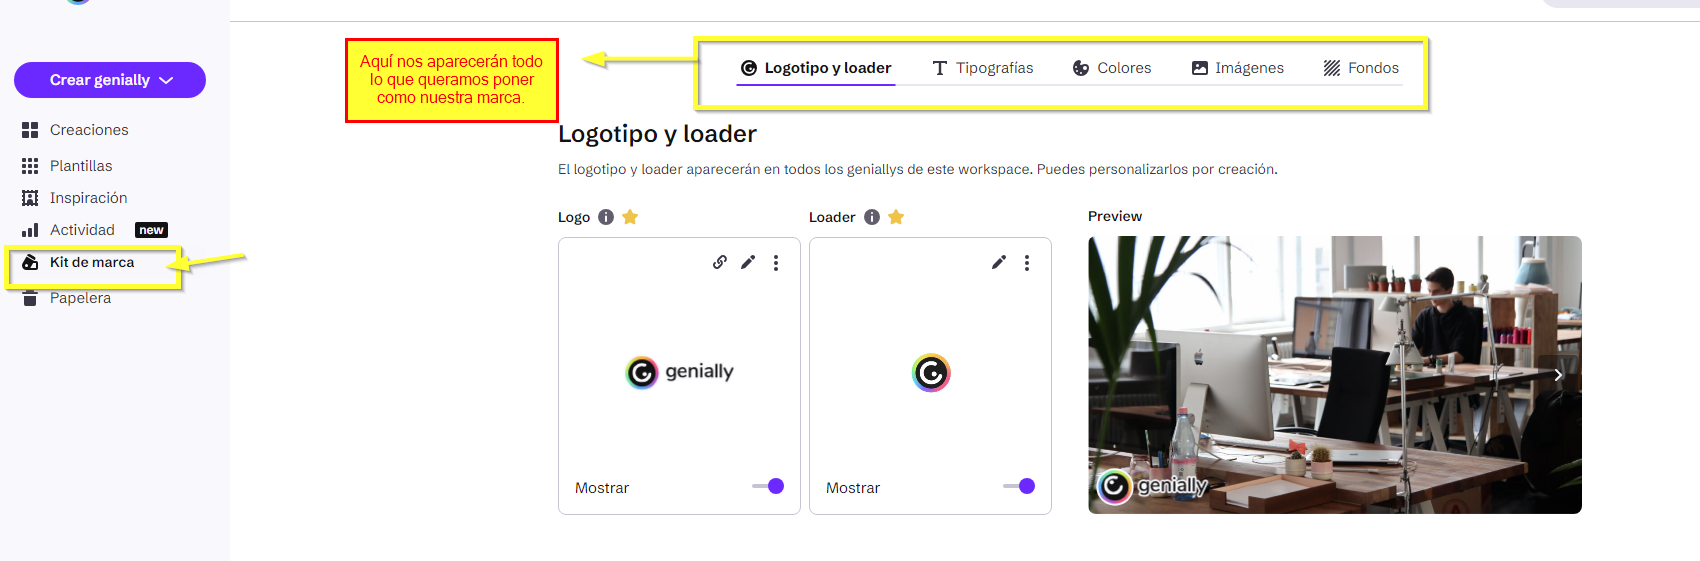 Crear genially
Creaciones
Plantillas
Inspiración
Actividad new
Kit de marca
Papelera
Aquí nos aparecerán todo
lo que queramos poner
como nuestra marca.
Logotipo y loader Tipografías Colores Imágenes Fondos
Logotipo y loader
El logotipo y loader aparecerán en todos los geniallys de este workspace. Puedes personalizarlos por creación.
Logo Loader Preview
genially
Mostrar Mostrar
genially